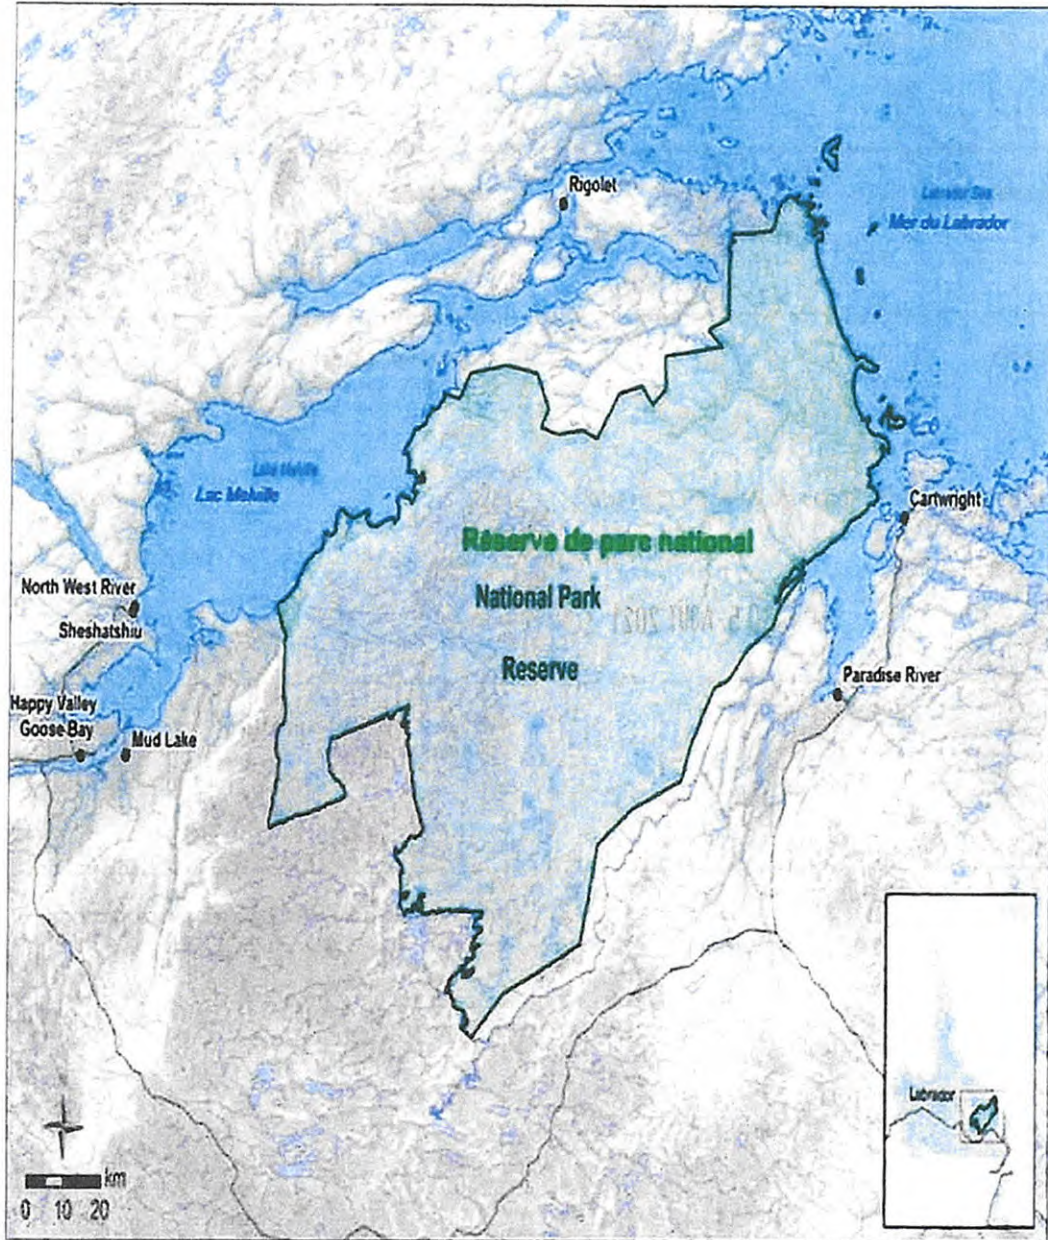 Rigolet
Labrador Sea
Mer du Labrador
Lake Melville
Lac Melville
Cartwright
Réserve de parc national
National Park
Reserve
North West River
Sheshatshiu
Paradise River
Happy Valley
Goose Bay
Mud Lake
Labrador
km
0 10 20